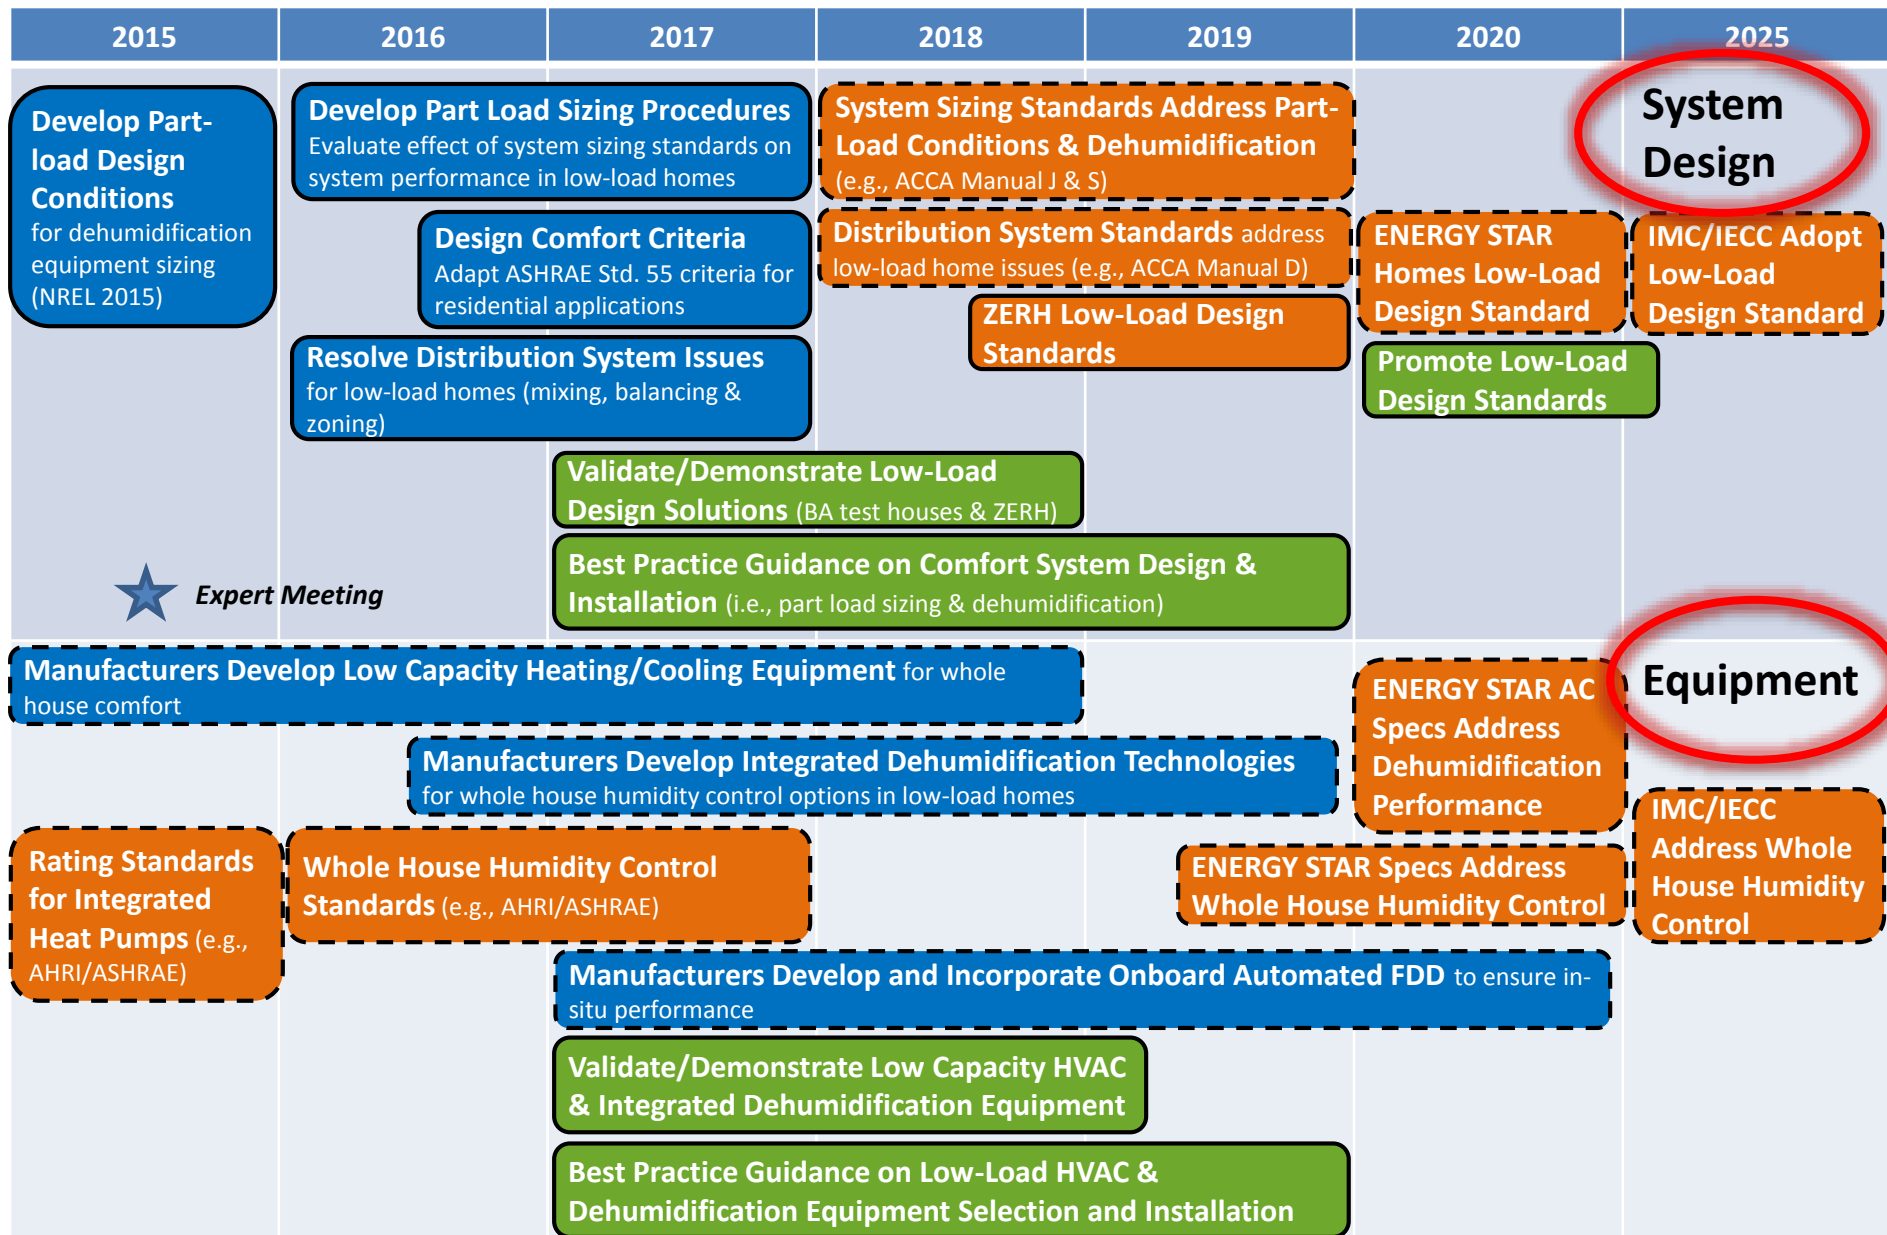 2015 2016 2017 2018 2019 2020 2025
System
Design
Develop Part-
load Design
Conditions
for dehumidification
equipment sizing
(NREL 2015)
Develop Part Load Sizing Procedures
Evaluate effect of system sizing standards on
system performance in low-load homes
Design Comfort Criteria
Adapt ASHRAE Std. 55 criteria for
residential applications
Resolve Distribution System Issues
for low-load homes (mixing, balancing &
zoning)
System Sizing Standards Address Part-
Load Conditions & Dehumidification
(e.g., ACCA Manual J & S)
Distribution System Standards address
low-load home issues (e.g., ACCA Manual D)
ZERH Low-Load Design
Standards
ENERGY STAR
Homes Low-Load
Design Standard
IMC/IECC Adopt
Low-Load
Design Standard
Promote Low-Load
Design Standards
Validate/Demonstrate Low-Load
Design Solutions (BA test houses & ZERH)
Best Practice Guidance on Comfort System Design &
Installation (i.e., part load sizing & dehumidification)
Expert Meeting
Equipment
Manufacturers Develop Low Capacity Heating/Cooling Equipment for whole
house comfort
Manufacturers Develop Integrated Dehumidification Technologies
for whole house humidity control options in low-load homes
ENERGY STAR AC
Specs Address
Dehumidification
Performance
Rating Standards
for Integrated
Heat Pumps (e.g.,
AHRI/ASHRAE)
Whole House Humidity Control
Standards (e.g., AHRI/ASHRAE)
ENERGY STAR Specs Address
Whole House Humidity Control
IMC/IECC
Address Whole
House Humidity
Control
Manufacturers Develop and Incorporate Onboard Automated FDD to ensure in-
situ performance
Validate/Demonstrate Low Capacity HVAC
& Integrated Dehumidification Equipment
Best Practice Guidance on Low-Load HVAC &
Dehumidification Equipment Selection and Installation